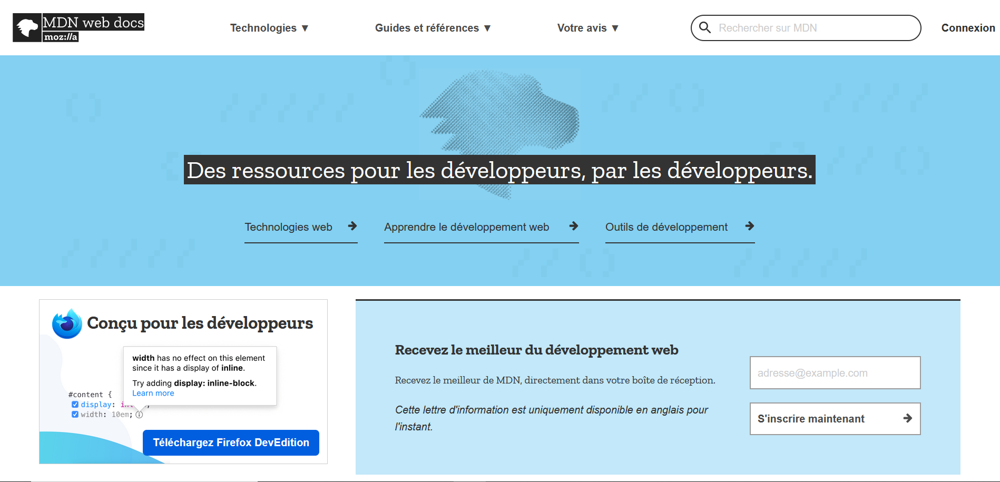 MDN web docs
moz://a
Technologies ▼
Guides et références ▼
Votre avis ▼
Rechercher sur MDN
Connexion
Des ressources pour les développeurs, par les développeurs.
Technologies web
Apprendre le développement web
Outils de développement
Conçu pour les développeurs
width has no effect on this element
since it has a display of inline.
Try adding display: inline-block.
Learn more
#content {
display:
width: 10em;
Téléchargez Firefox DevEdition
Recevez le meilleur du développement web
Recevez le meilleur de MDN, directement dans votre boîte de réception.
Cette lettre d'information est uniquement disponible en anglais pour
l'instant.
adresse@example.com
S'inscrire maintenant